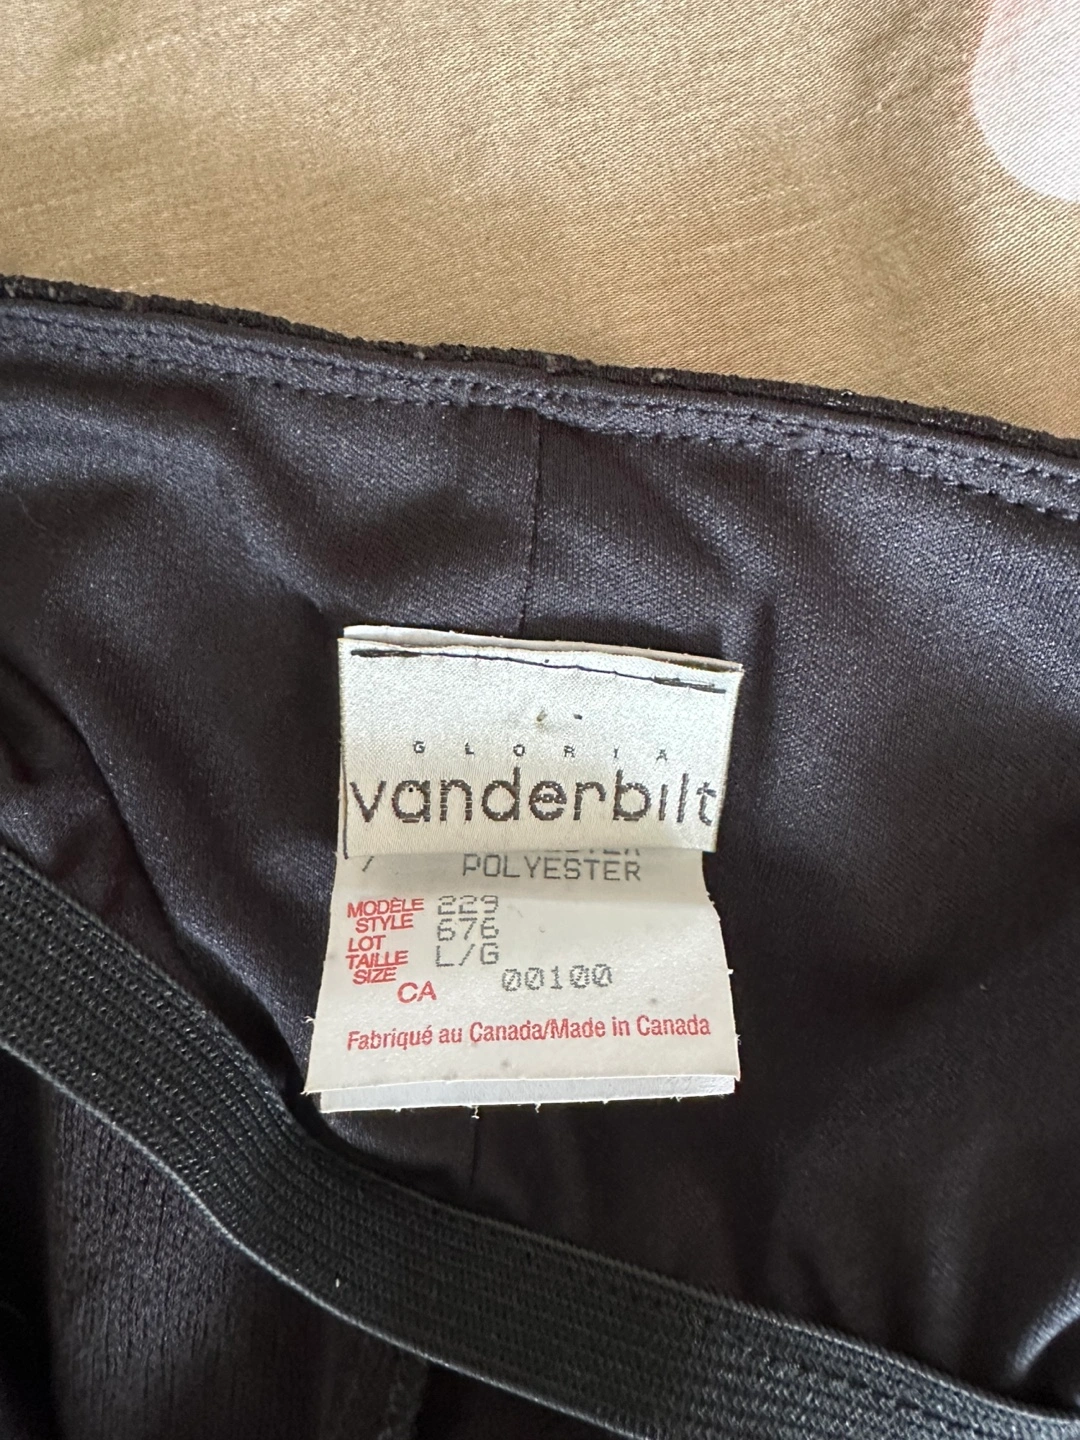 GLORIA
vanderbilt
POLYESTER
MODÈLE 229
STYLE 676
LOT
TAILLE L/G
SIZE 00100
CA
Fabriqué au Canada/Made in Canada